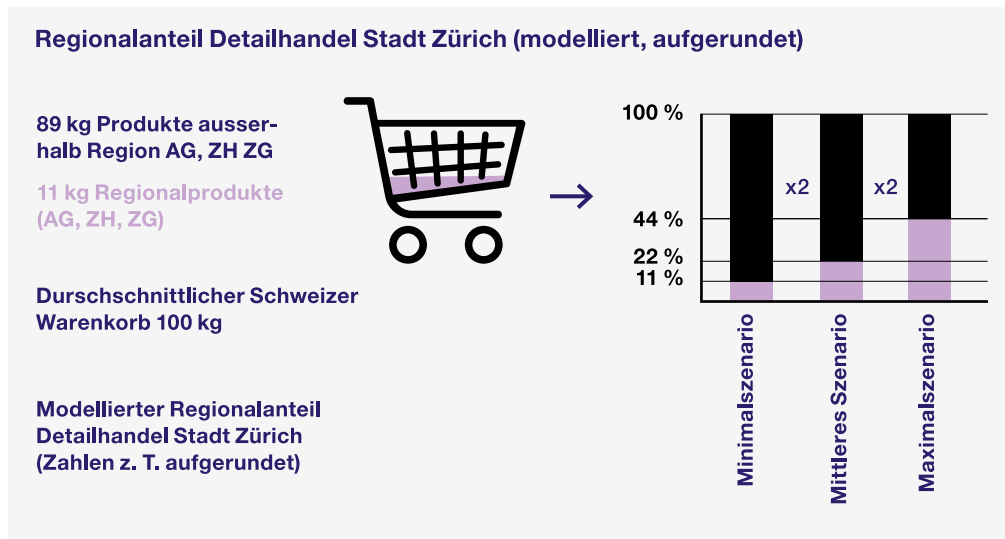 Regionalanteil Detailhandel Stadt Zürich (modelliert, aufgerundet)
89 kg Produkte ausser-
halb Region AG, ZH ZG
11 kg Regionalprodukte
(AG, ZH, ZG)
Durschschnittlicher Schweizer
Warenkorb 100 kg
Modellierter Regionalanteil
Detailhandel Stadt Zürich
(Zahlen z. T. aufgerundet)
100 %
x2
x2
44 %
22 %
11 %
Minimalszenario
Mittleres Szenario
Maximalszenario